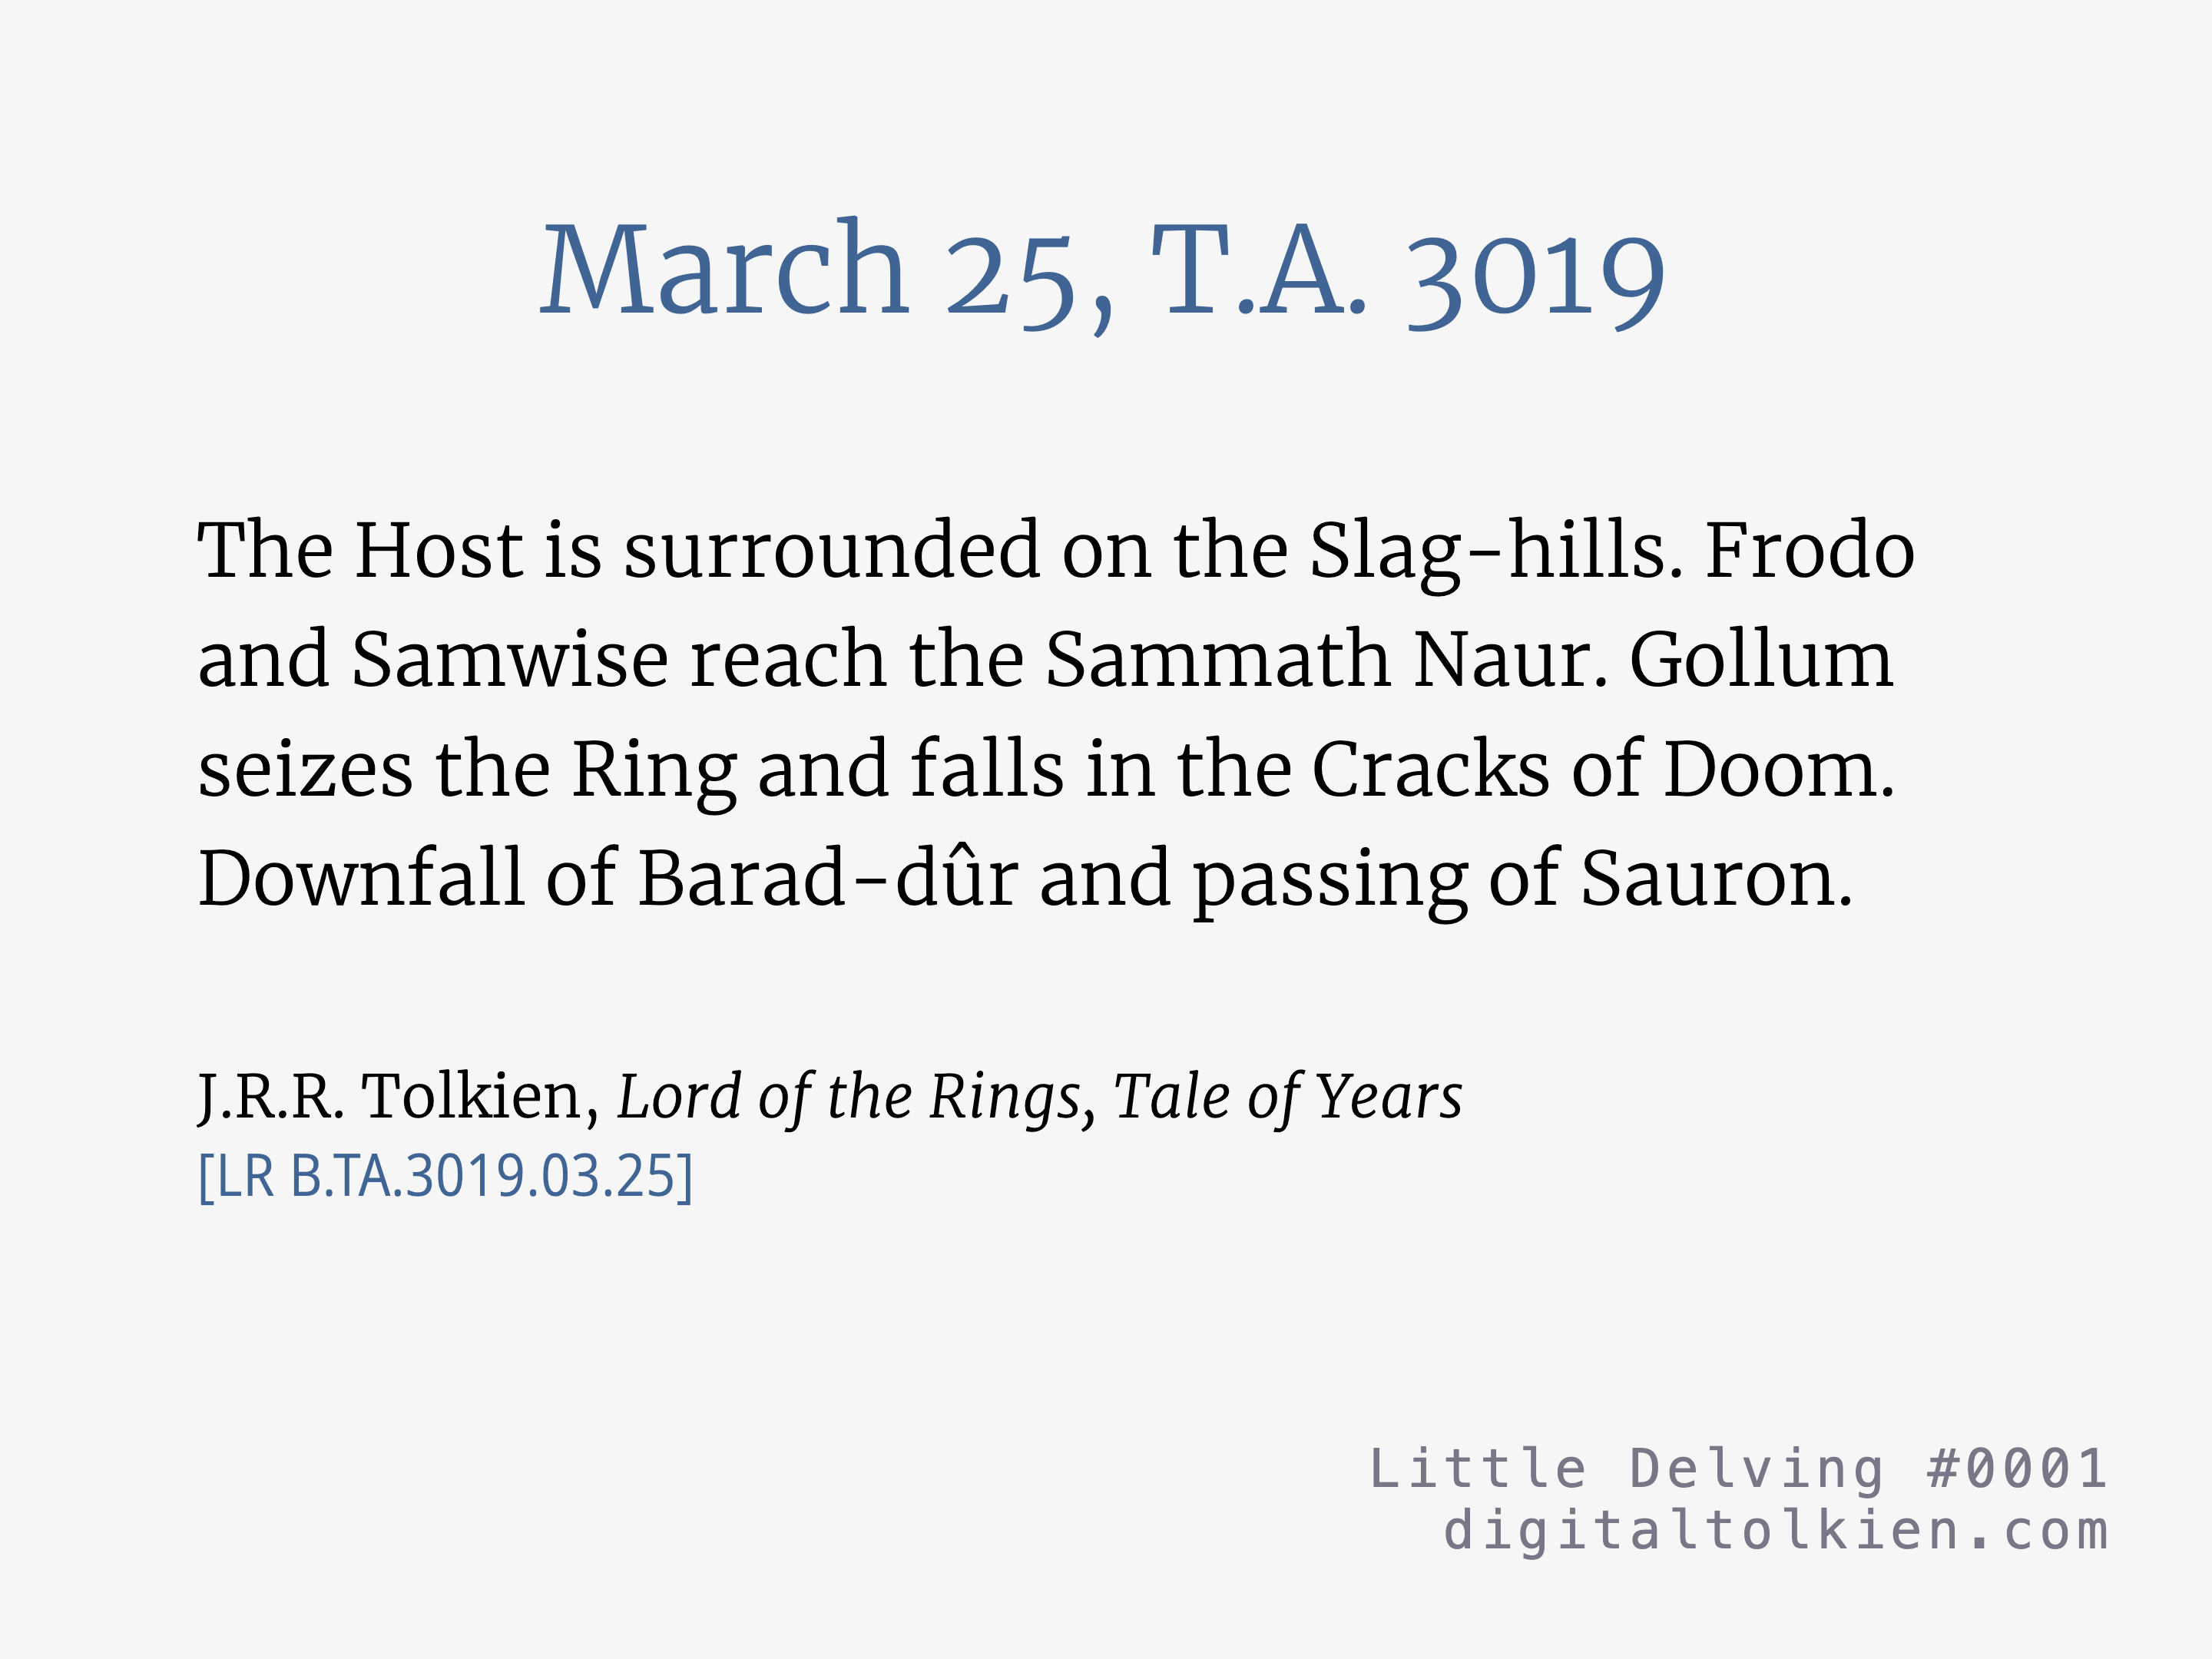 March 25, T.A. 3019
The Host is surrounded on the Slag-hills. Frodo
and Samwise reach the Sammath Naur. Gollum
seizes the Ring and falls in the Cracks of Doom.
Downfall of Barad-dûr and passing of Sauron.
J.R.R. Tolkien, Lord of the Rings, Tale of Years
[LR B.TA.3019.03.25]
Little Delving #0001
digitaltolkien.com